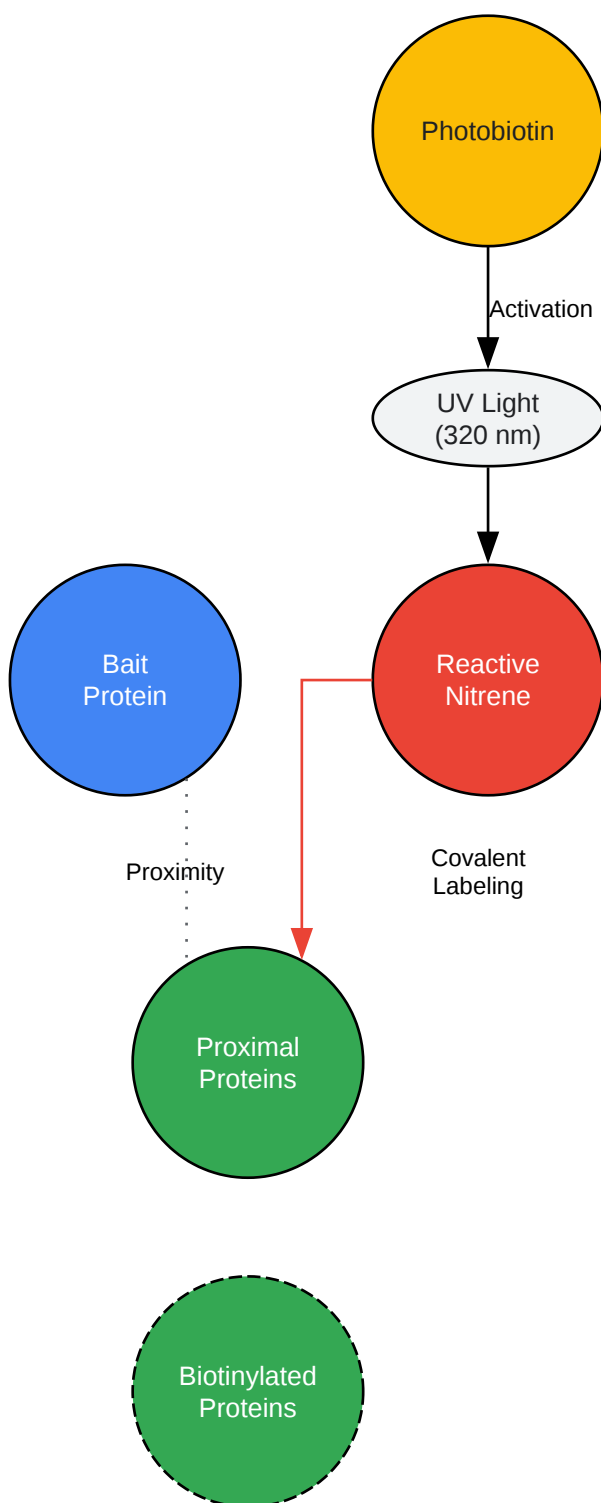 Photobiotin
Activation
UV Light
(320 nm)
Bait
Protein
Reactive
Nitrene
Proximity
Covalent
Labeling
Proximal
Proteins
Biotinylated
Proteins